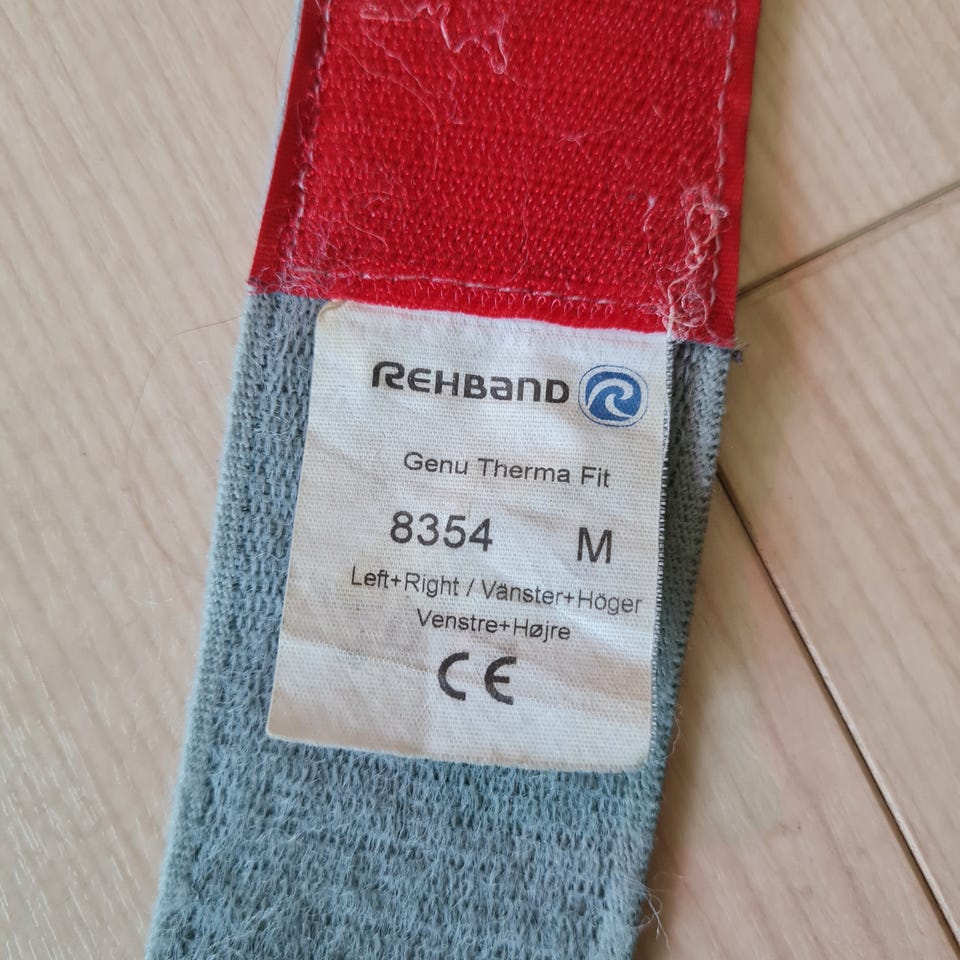 REHBAND
Genu Therma Fit
8354 M
Left+Right / Vänster+Höger
Venstre+Højre
CE